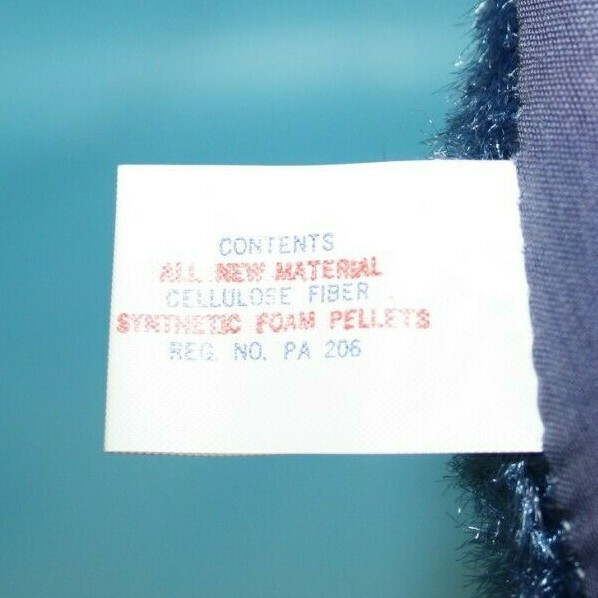 CONTENTS
ALL NEW MATERIAL
CELLULOSE FIBER
SYNTHETIC FOAM PELLETS
REG. NO. PA 206